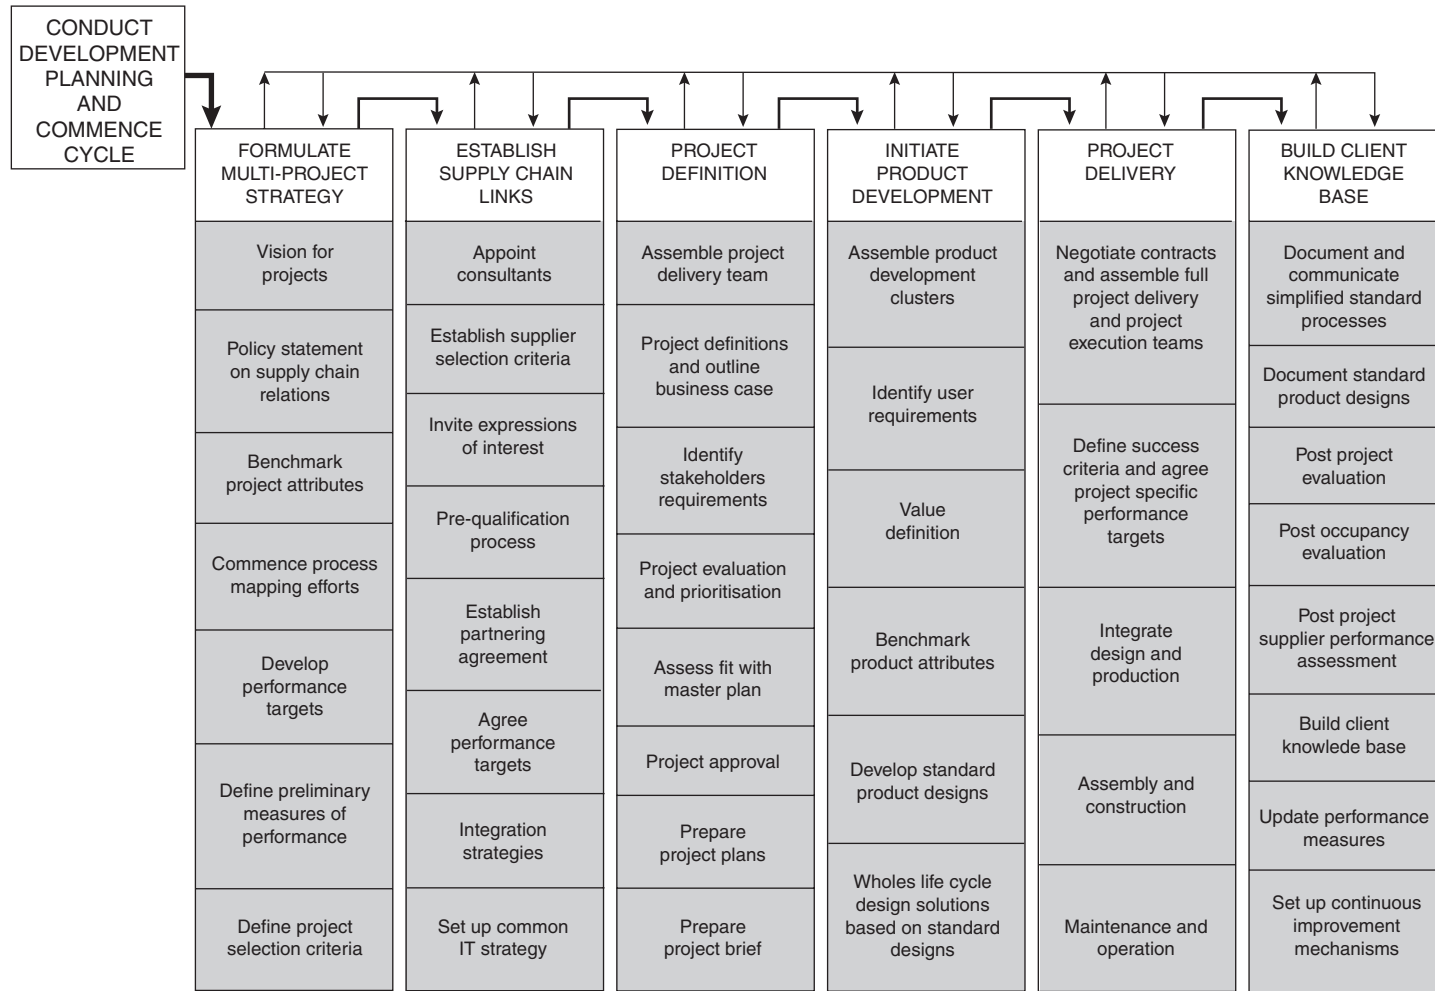 CONDUCT
DEVELOPMENT
PLANNING
AND
COMMENCE
CYCLE
FORMULATE
MULTI-PROJECT
STRATEGY
Vision for
projects
Policy statement
on supply chain
relations
Benchmark
project attributes
Commence process
mapping efforts
Develop
performance
targets
Define preliminary
measures of
performance
Define project
selection criteria
ESTABLISH
SUPPLY CHAIN
LINKS
Appoint
consultants
Establish supplier
selection criteria
Invite expressions
of interest
Pre-qualification
process
Establish
partnering
agreement
Agree
performance
targets
Integration
strategies
Set up common
IT strategy
PROJECT
DEFINITION
Assemble project
delivery team
Project definitions
and outline
business case
Identify
stakeholders
requirements
Project evaluation
and prioritisation
Assess fit with
master plan
Project approval
Prepare
project plans
Prepare
project brief
INITIATE
PRODUCT
DEVELOPMENT
Assemble product
development
clusters
Identify user
requirements
Value
definition
Benchmark
product attributes
Develop standard
product designs
Wholes life cycle
design solutions
based on standard
designs
PROJECT
DELIVERY
Negotiate contracts
and assemble full
project delivery
and project
execution teams
Define success
criteria and agree
project specific
performance
targets
Integrate
design and
production
Assembly and
construction
Maintenance and
operation
BUILD CLIENT
KNOWLEDGE
BASE
Document and
communicate
simplified standard
processes
Document standard
product designs
Post project
evaluation
Post occupancy
evaluation
Post project
supplier performance
assessment
Build client
knowlede base
Update performance
measures
Set up continuous
improvement
mechanisms